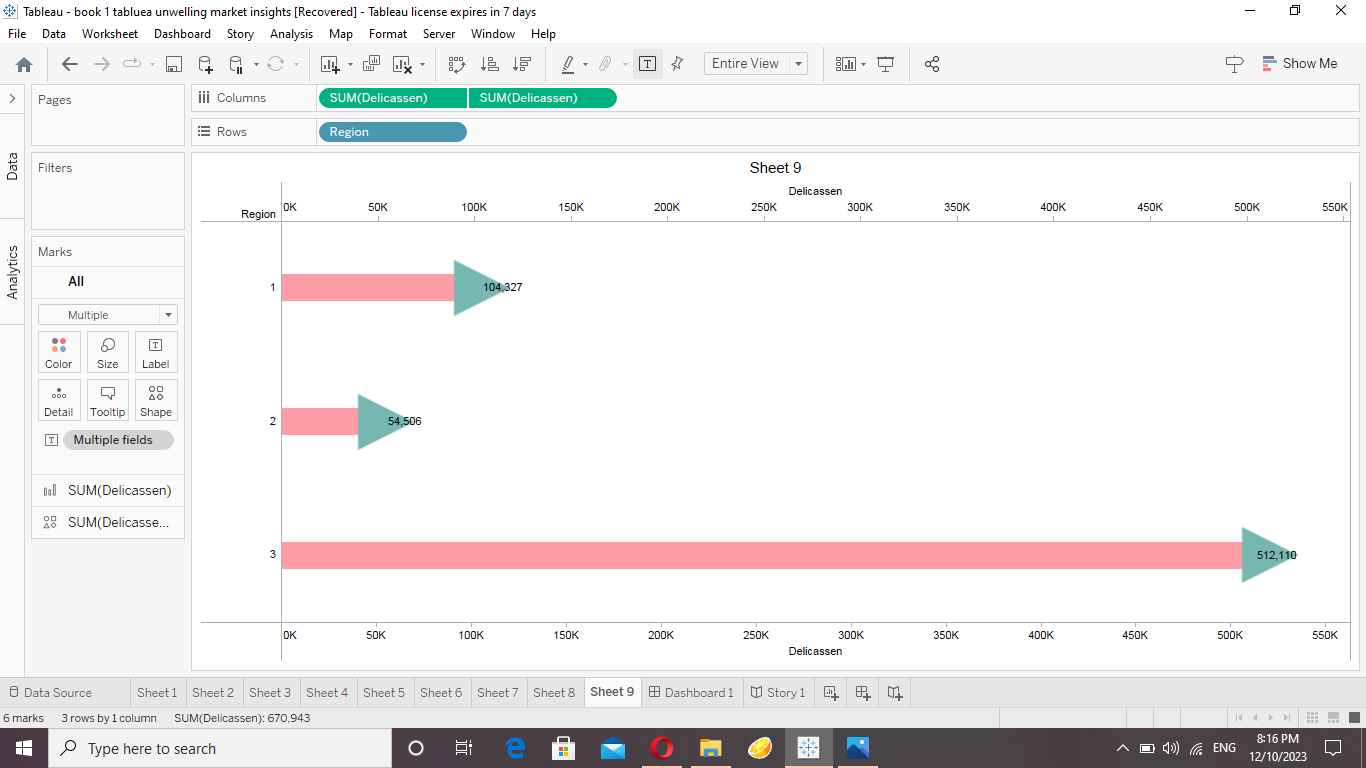 Tableau - book 1 tabluea unwelling market insights [Recovered] - Tableau license expires in 7 days
File Data Worksheet Dashboard Story Analysis Map Format Server Window Help
Entire View Show Me
Pages
Columns SUM(Delicassen) SUM(Delicassen)
Rows Region
Data
Analytics
Filters
Marks
All
Multiple
Color Size Label
Detail Tooltip Shape
Multiple fields
SUM(Delicassen)
SUM(Delicasse...
Sheet 9
Delicassen
Region 0K 50K 100K 150K 200K 250K 300K 350K 400K 450K 500K 550K
1 104,327
2 54,506
3 512,110
0K 50K 100K 150K 200K 250K 300K 350K 400K 450K 500K 550K
Delicassen
Data Source Sheet 1 Sheet 2 Sheet 3 Sheet 4 Sheet 5 Sheet 6 Sheet 7 Sheet 8 Sheet 9 Dashboard 1 Story 1
6 marks 3 rows by 1 column SUM(Delicassen): 670,943
Type here to search
ENG
8:16 PM
12/10/2023